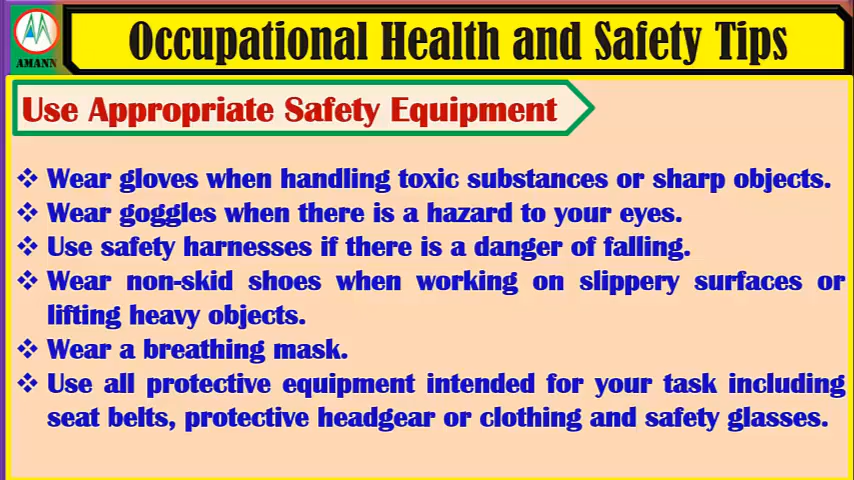 AMANN
Occupational Health and Safety Tips
Use Appropriate Safety Equipment
❖ Wear gloves when handling toxic substances or sharp objects.
❖ Wear goggles when there is a hazard to your eyes.
❖ Use safety harnesses if there is a danger of falling.
❖ Wear non-skid shoes when working on slippery surfaces or
lifting heavy objects.
❖ Wear a breathing mask.
❖ Use all protective equipment intended for your task including
seat belts, protective headgear or clothing and safety glasses.